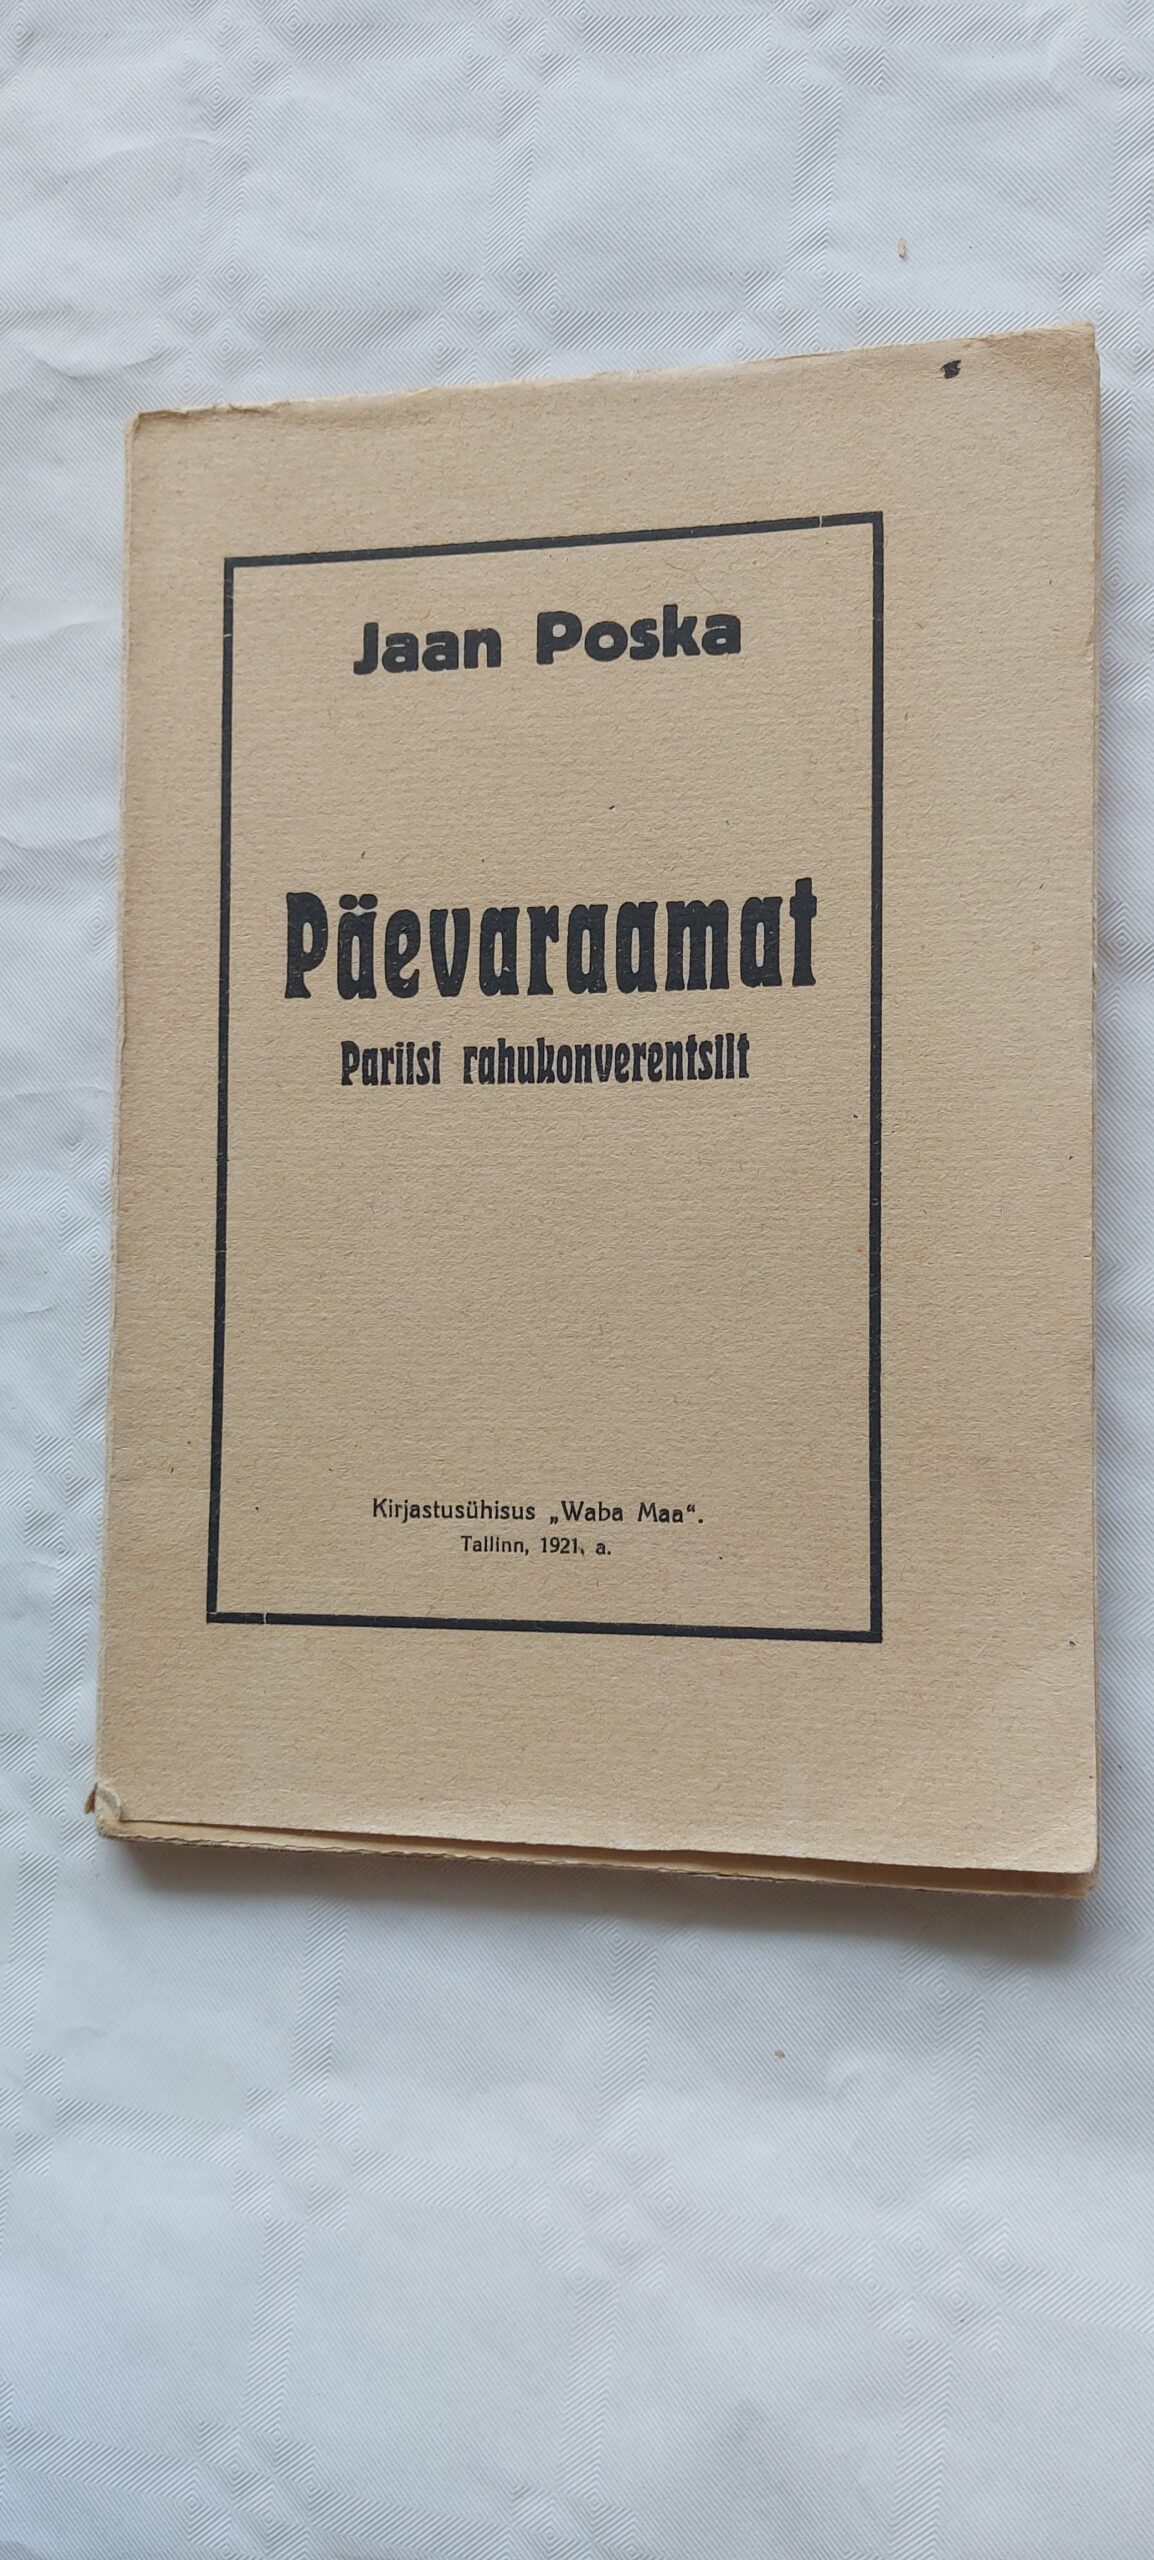 Jaan Poska
Päevaraamat
Pariisi rahukonverentsilt
Kirjastusühisus „Waba Maa“.
Tallinn, 1921. a.